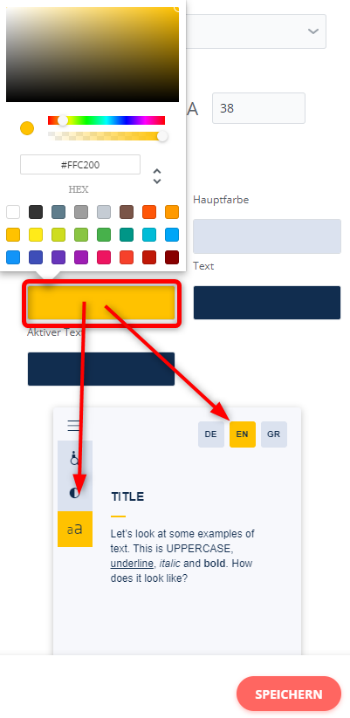 A
38
#FFC200
HEX
Hauptfarbe
Text
Aktiver Text
DE
EN
GR
aa
TITLE
Let's look at some examples of
text. This is UPPERCASE,
underline, italic and bold. How
does it look like?
SPEICHERN